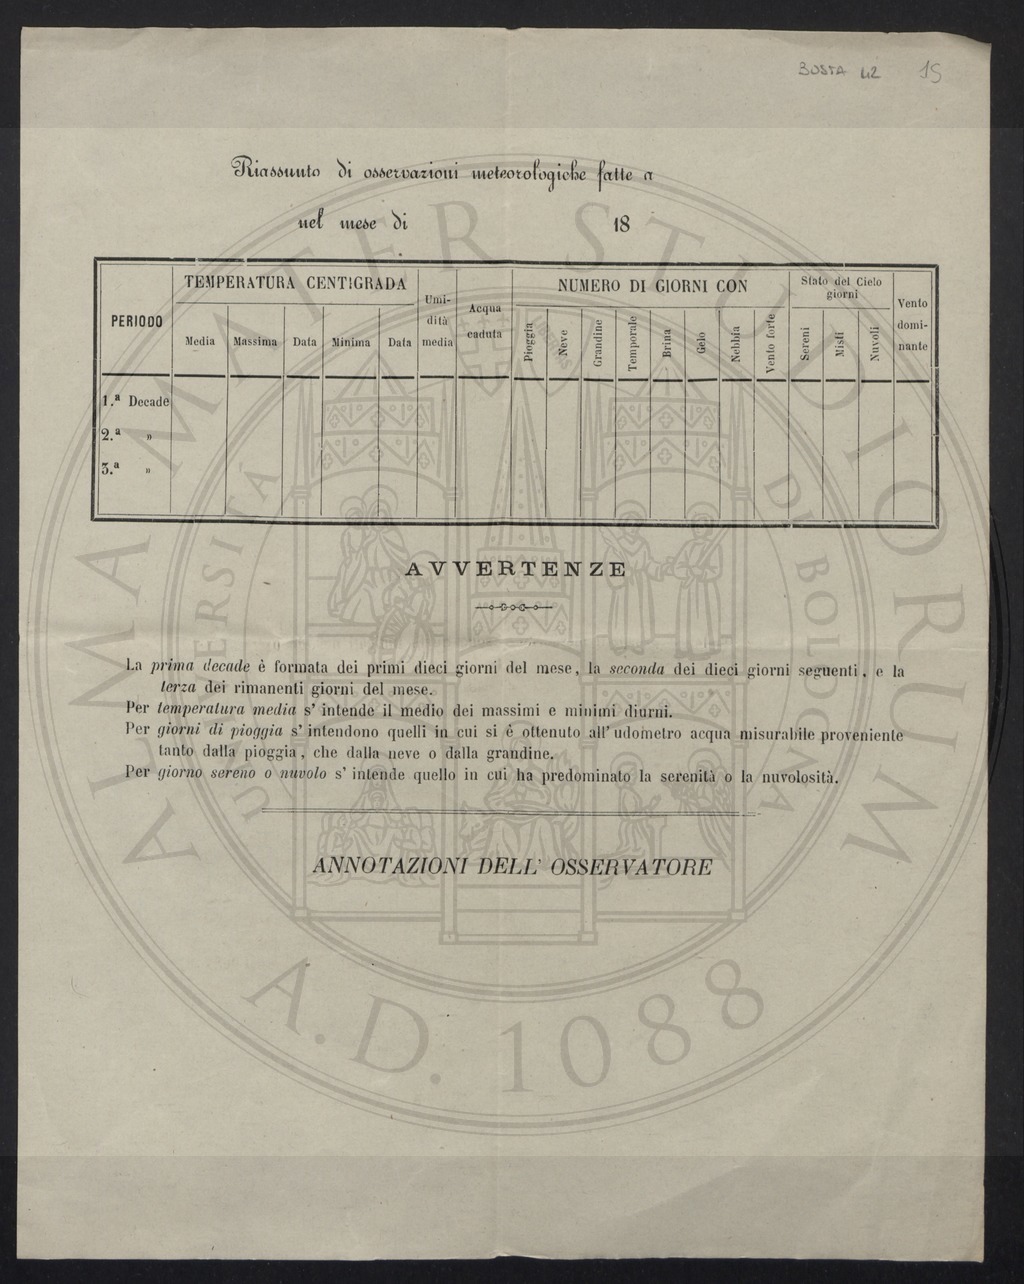 BUSTA 42 15
Riassunto di osservazioni meteorologiche fatte a
nel mese di 18
PERIODO
TEMPERATURA CENTIGRADA
Media Massima Data Minima Data
Umi-
dità
media
Acqua
caduta
NUMERO DI GIORNI CON
Pioggia Neve Grandine Temporale Brina Gelo Nebbia Vento forte
Stato del Cielo
giorni
Sereni Misti Nuvoli
Vento
domi-
nante
1.ª Decade
2.ª »
3.ª »
AVVERTENZE
La prima decade è formata dei primi dieci giorni del mese, la seconda dei dieci giorni seguenti, e la
terza dei rimanenti giorni del mese.
Per temperatura media s' intende il medio dei massimi e minimi diurni.
Per giorni di pioggia s' intendono quelli in cui si è ottenuto all' udometro acqua misurabile proveniente
tanto dalla pioggia, che dalla neve o dalla grandine.
Per giorno sereno o nuvolo s' intende quello in cui ha predominato la serenità o la nuvolosità.
ANNOTAZIONI DELL' OSSERVATORE
ALMA MATER STUDIORUM
UNIVERSITÀ DI BOLOGNA
A.D. 1088